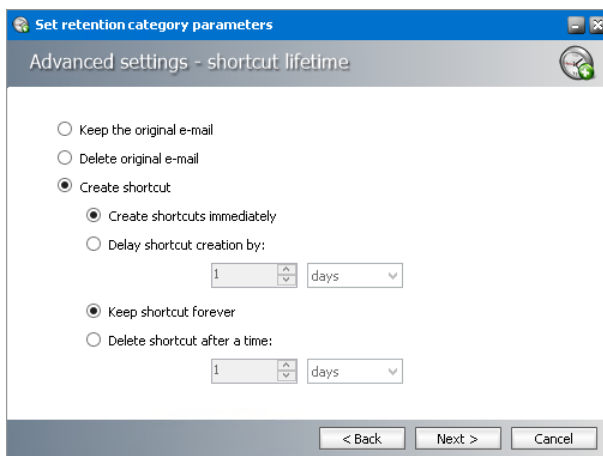 Set retention category parameters
Advanced settings - shortcut lifetime
Keep the original e-mail
Delete original e-mail
Create shortcut
Create shortcuts immediately
Delay shortcut creation by:
1 days
Keep shortcut forever
Delete shortcut after a time:
1 days
< Back Next > Cancel